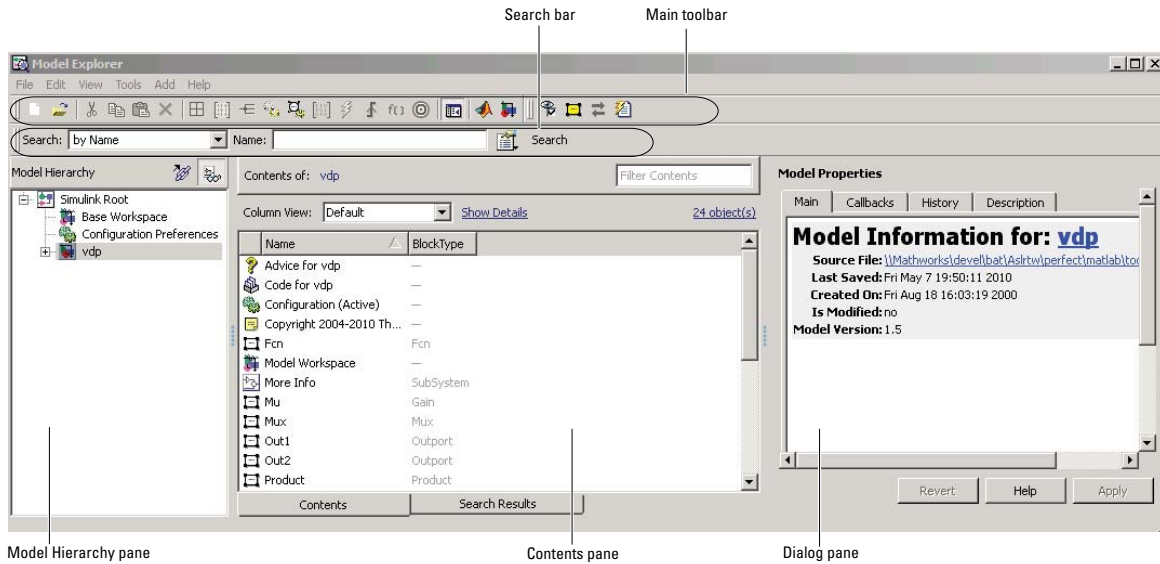 Search bar
Main toolbar
Model Explorer
File Edit View Tools Add Help
Search: by Name Name: Search
Model Hierarchy
Simulink Root
Base Workspace
Configuration Preferences
vdp
Contents of: vdp
Filter Contents
Column View: Default Show Details 24 object(s)
Name BlockType
Advice for vdp —
Code for vdp —
Configuration (Active) —
Copyright 2004-2010 Th... —
Fcn Fcn
Model Workspace —
More Info SubSystem
Mu Gain
Mux Mux
Out1 Outport
Out2 Outport
Product Product
Contents Search Results
Model Properties
Main Callbacks History Description
Model Information for: vdp
Source File: \\Mathworks\devel\bat\Aslrtw\perfect\matlab\too
Last Saved: Fri May 7 19:50:11 2010
Created On: Fri Aug 18 16:03:19 2000
Is Modified: no
Model Version: 1.5
Revert Help Apply
Model Hierarchy pane
Contents pane
Dialog pane